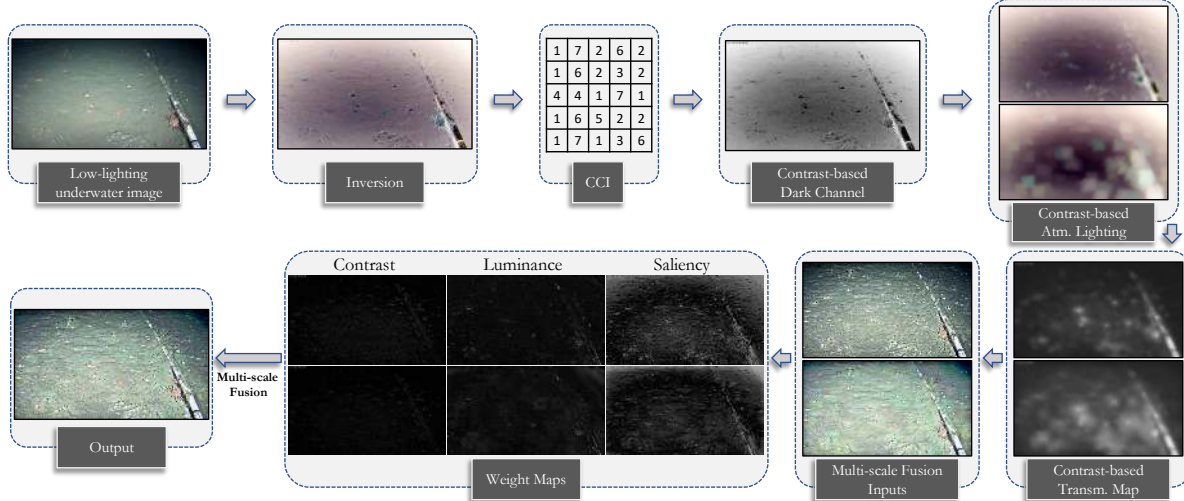 Low-lighting
underwater image
Inversion
1 7 2 6 2
1 6 2 3 2
4 4 1 7 1
1 6 5 2 2
1 7 1 3 6
CCI
Contrast-based
Dark Channel
Contrast-based
Atm. Lighting
Contrast-based
Transm. Map
Multi-scale Fusion
Inputs
Contrast
Luminance
Saliency
Weight Maps
Multi-scale
Fusion
Output